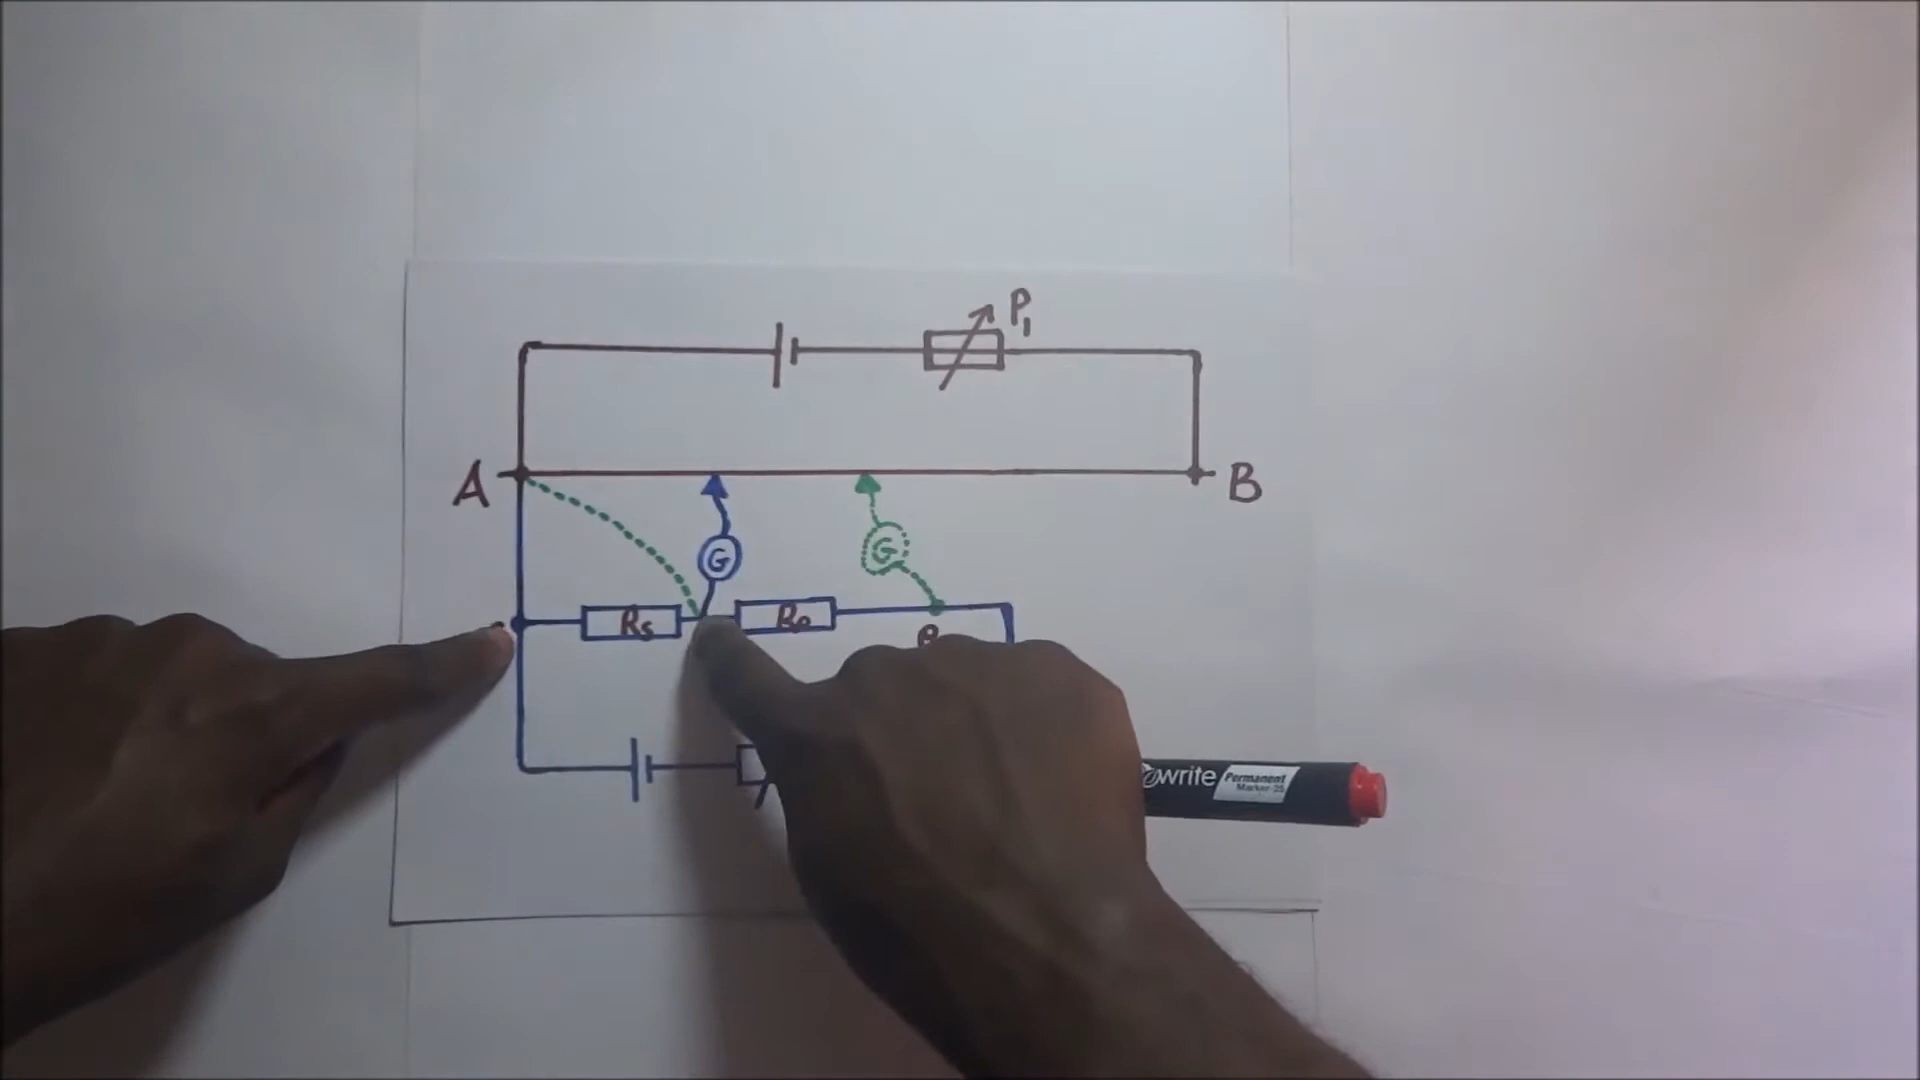 P₁
A
B
G
G
Rs
write Permanent
Marker-25